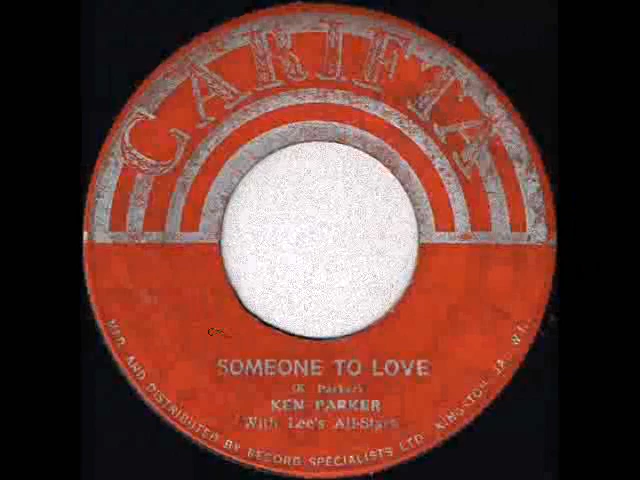 CARIFTA
SOMEONE TO LOVE
(K. Parker)
KEN PARKER
With Lee's All-Stars
MFD. AND DISTRIBUTED BY RECORD SPECIALISTS LTD. KINGSTON, JA. W.I.